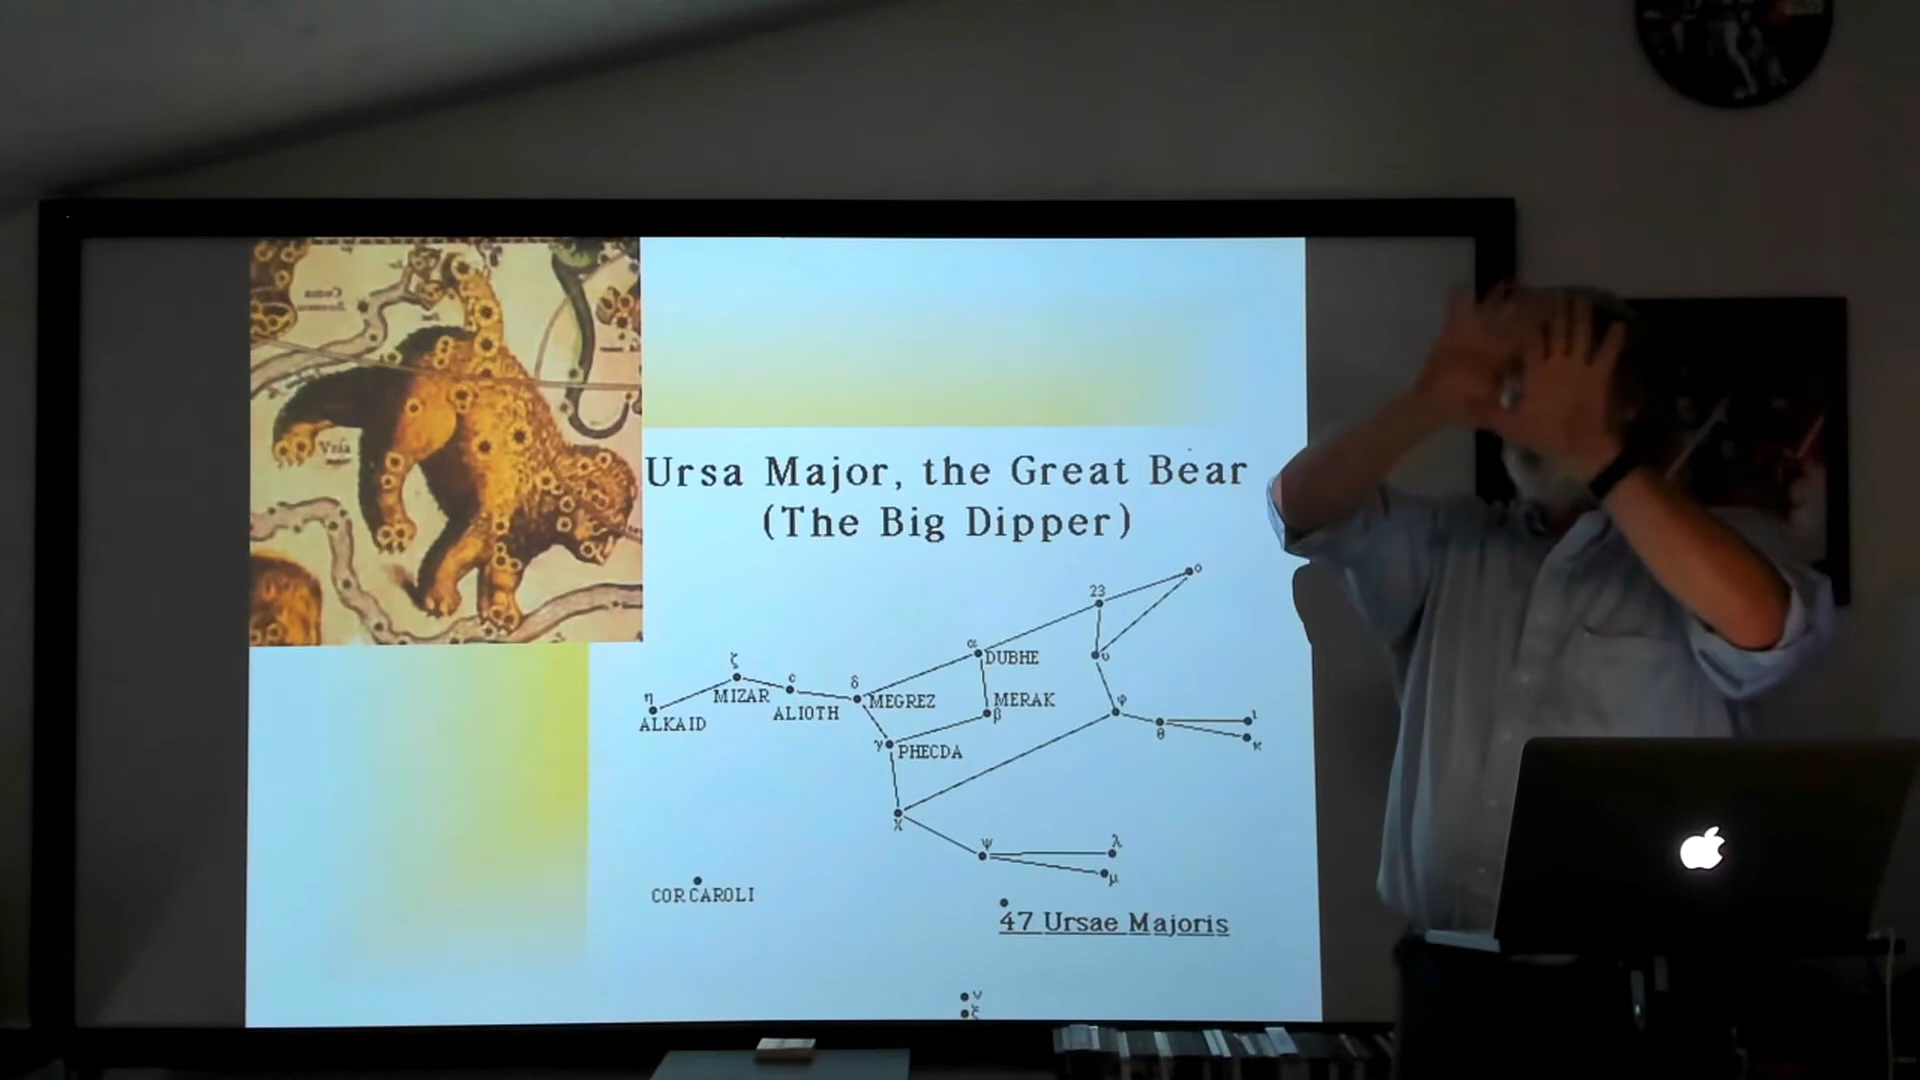 Vrsa
Ursa Major, the Great Bear
(The Big Dipper)
ο
23
α
DUBHE
υ
ζ
MIZAR
ε
ALIOTH
δ
MEGREZ
MERAK
β
η
ALKAID
φ
θ
ι
κ
γ
PHECDA
χ
ψ
λ
μ
COR CAROLI
47 Ursae Majoris
ν
ξ